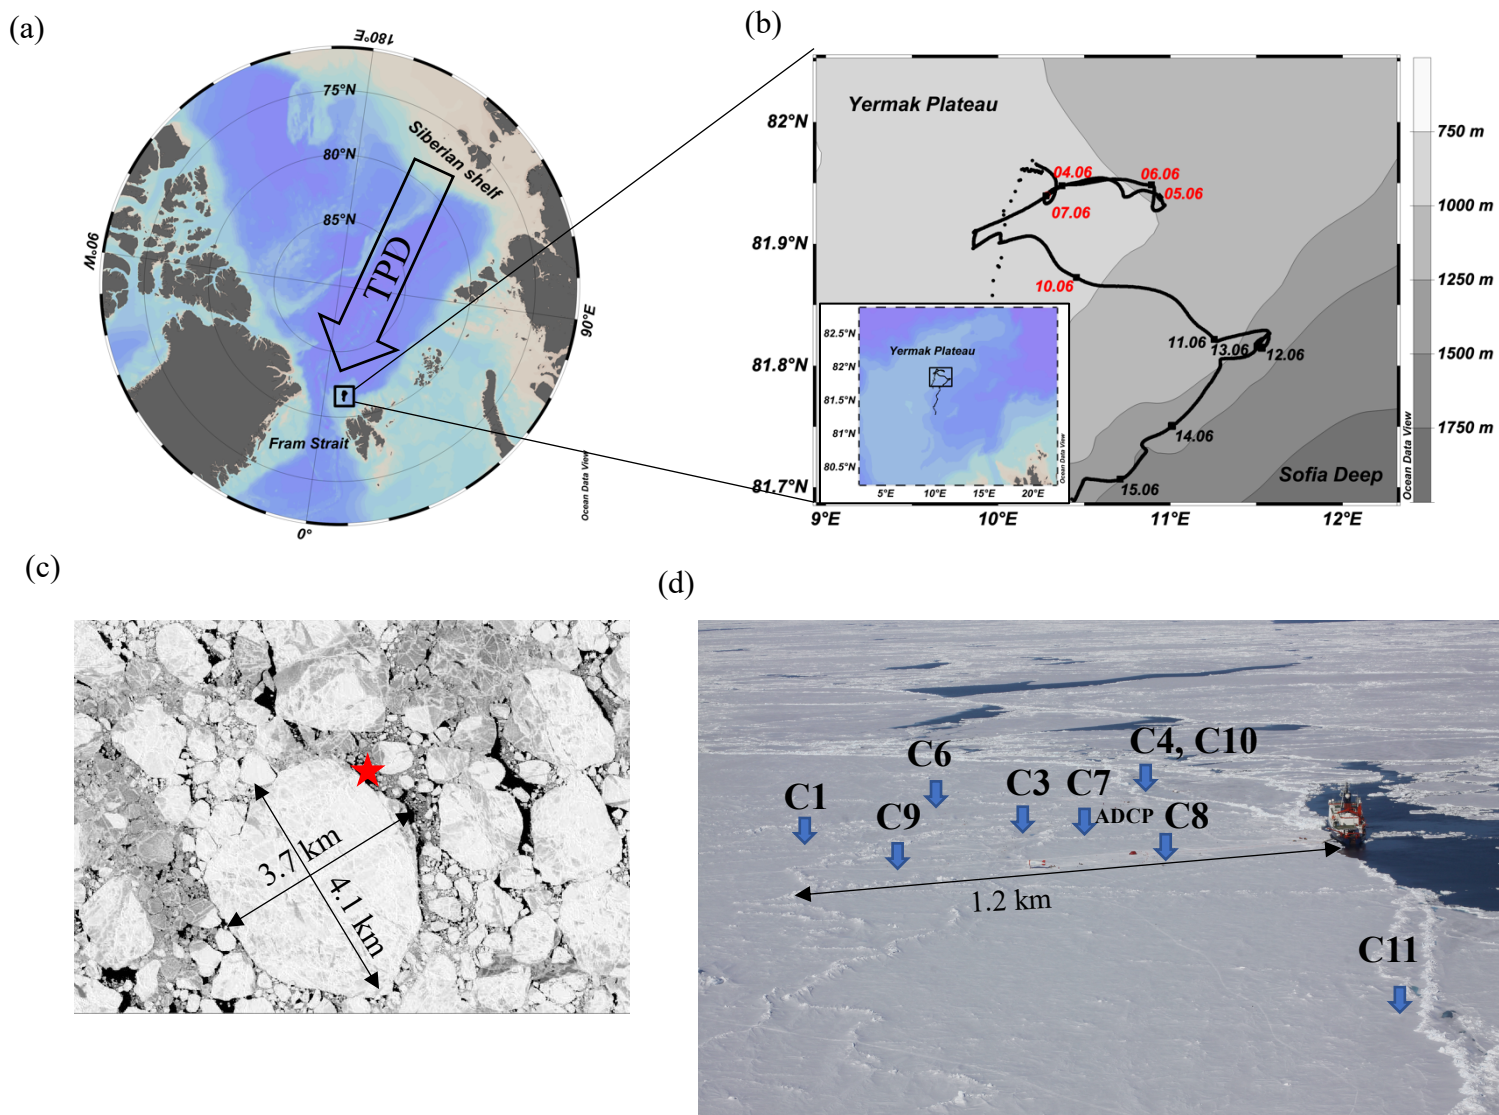 (a)
180°E
75°N
80°N
85°N
Siberian shelf
TPD
90°W
90°E
Fram Strait
0°
Ocean Data View
(b)
Yermak Plateau
82°N
81.9°N
81.8°N
81.7°N
9°E
10°E
11°E
12°E
04.06
06.06
05.06
07.06
10.06
11.06
13.06
12.06
14.06
15.06
Sofia Deep
750 m
1000 m
1250 m
1500 m
1750 m
Ocean Data View
Yermak Plateau
82.5°N
82°N
81.5°N
81°N
80.5°N
5°E
10°E
15°E
20°E
Ocean Data View
(c)
3.7 km
4.1 km
(d)
C4, C10
C6
C1
C3
C7
C9
ADCP
C8
1.2 km
C11